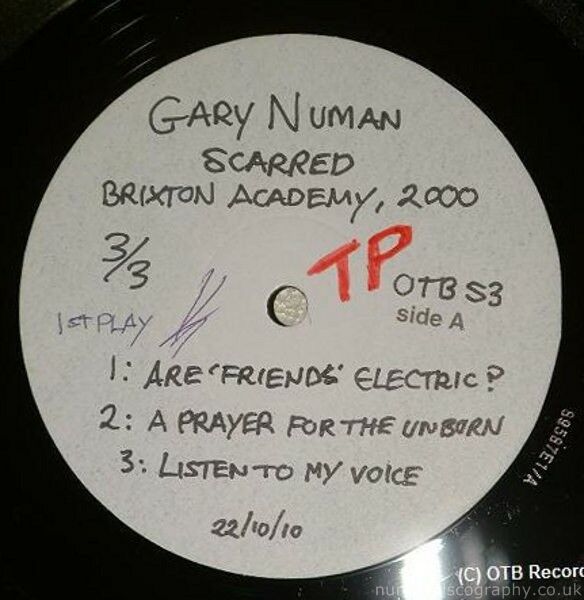 GARY NUMAN
SCARRED
BRIXTON ACADEMY, 2000
3/3
TP
OTB S3
side A
1ST PLAY
1: ARE 'FRIENDS' ELECTRIC?
2: A PRAYER FOR THE UNBORN
3: LISTEN TO MY VOICE
22/10/10
S9587E1/A
(C) OTB Record